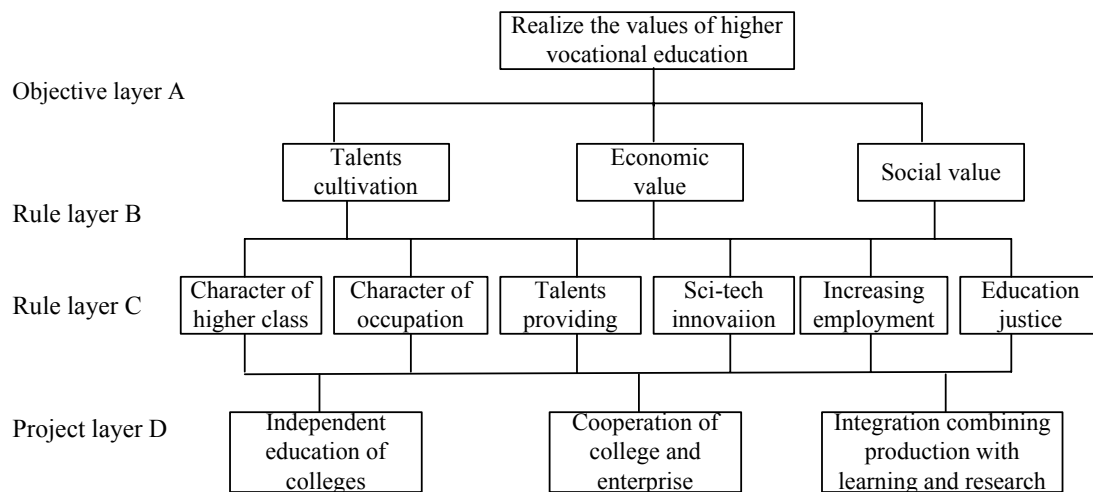 Realize the values of higher
vocational education
Objective layer A
Talents
cultivation
Economic
value
Social value
Rule layer B
Rule layer C
Character of
higher class
Character of
occupation
Talents
providing
Sci-tech
innovaiion
Increasing
employment
Education
justice
Project layer D
Independent
education of
colleges
Cooperation of
college and
enterprise
Integration combining
production with
learning and research